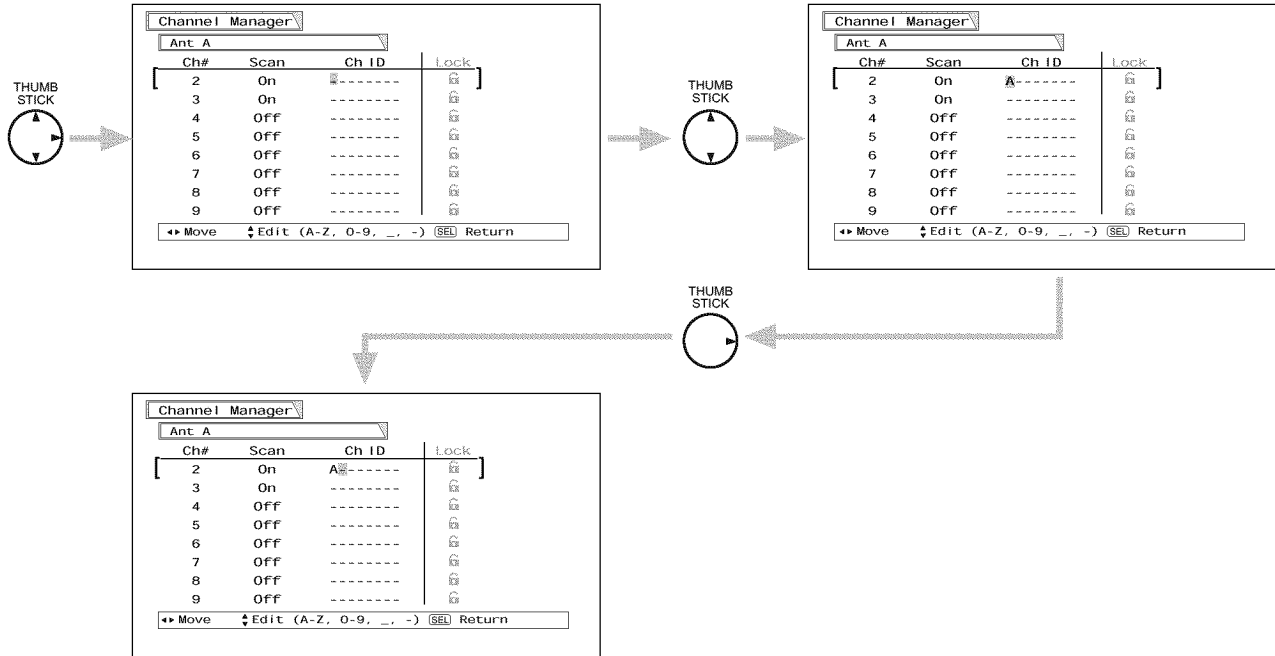 Channel Manager
Ant A
Ch# Scan Ch ID Lock
2 On --------
3 On --------
4 Off --------
5 Off --------
6 Off --------
7 Off --------
8 Off --------
9 Off --------
Move Edit (A-Z, 0-9, _, -) SEL Return
THUMB
STICK
THUMB
STICK
Channel Manager
Ant A
Ch# Scan Ch ID Lock
2 On A-------
3 On --------
4 Off --------
5 Off --------
6 Off --------
7 Off --------
8 Off --------
9 Off --------
Move Edit (A-Z, 0-9, _, -) SEL Return
THUMB
STICK
Channel Manager
Ant A
Ch# Scan Ch ID Lock
2 On A-------
3 On --------
4 Off --------
5 Off --------
6 Off --------
7 Off --------
8 Off --------
9 Off --------
Move Edit (A-Z, 0-9, _, -) SEL Return